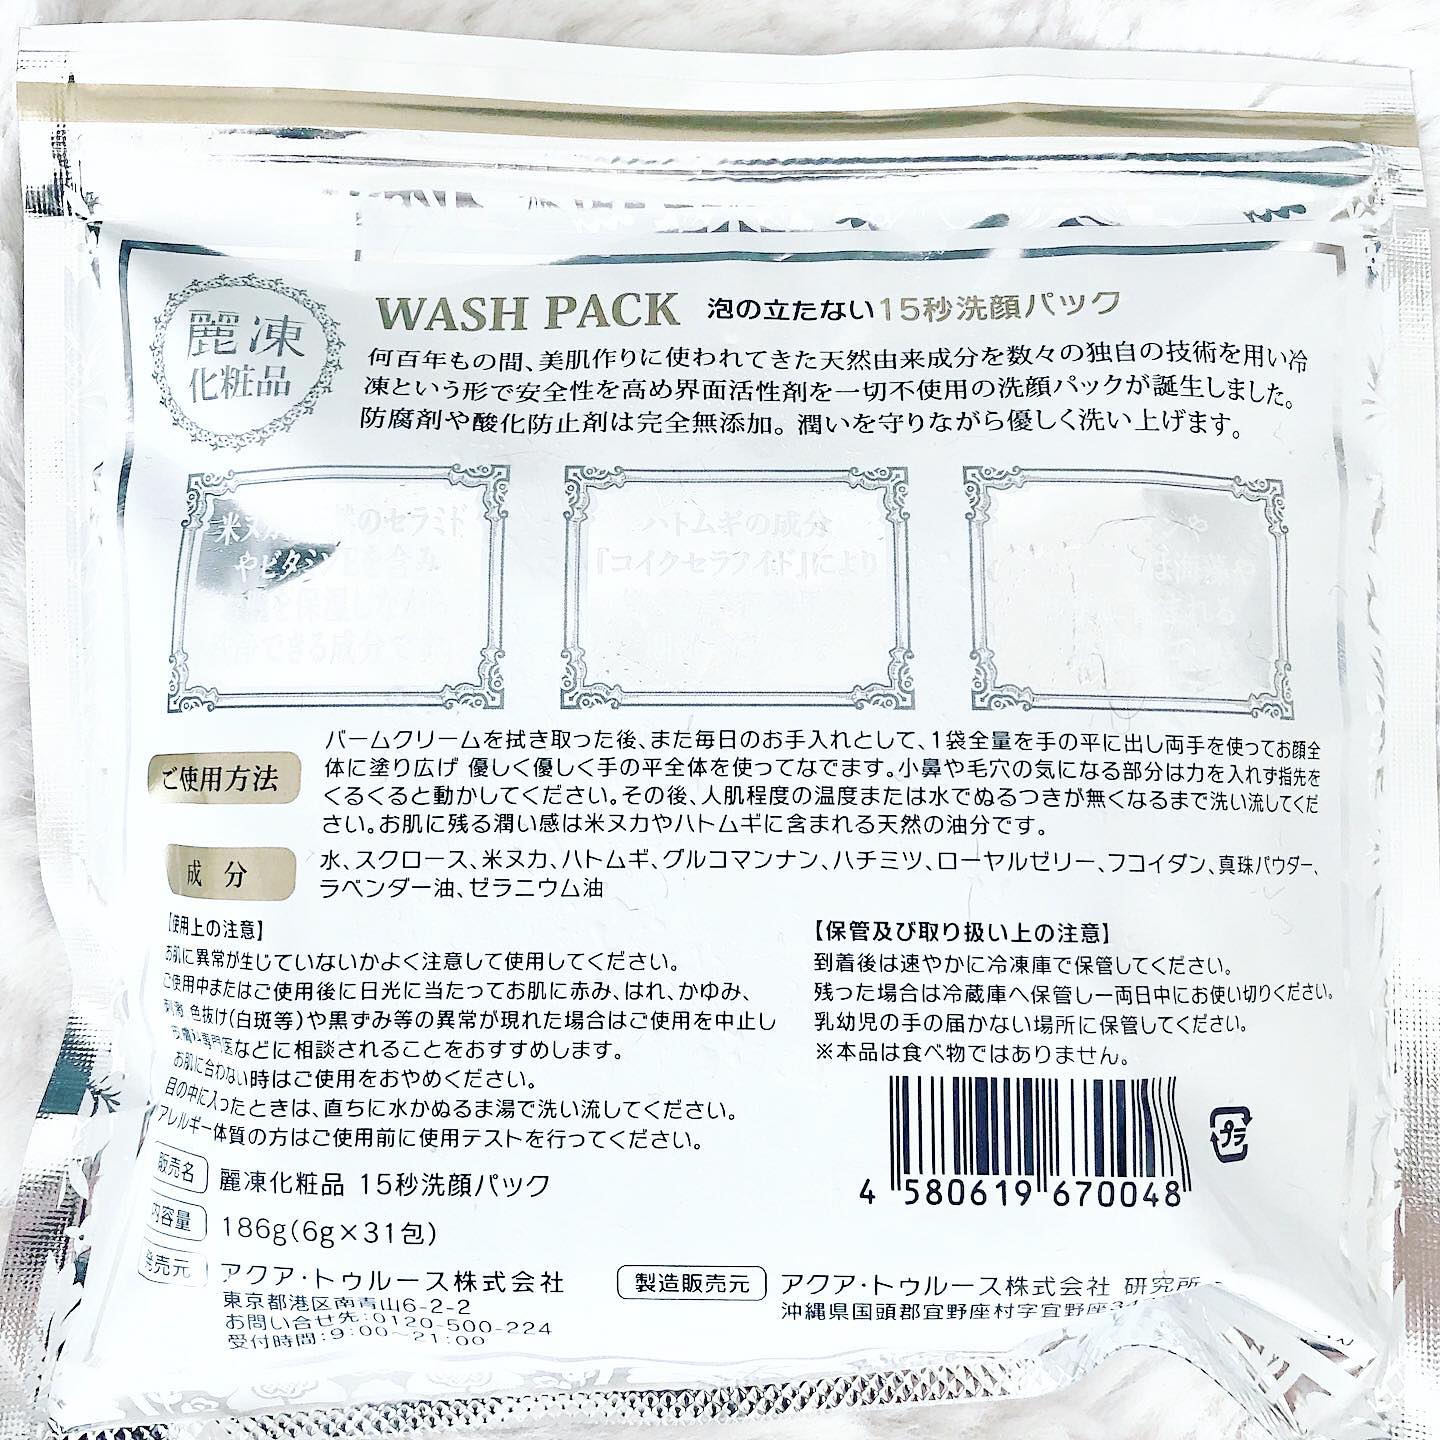 麗凍
化粧品
WASH PACK 泡の立たない15秒洗顔パック
何百年もの間、美肌作りに使われてきた天然由来成分を数々の独自の技術を用い冷
凍という形で安全性を高め界面活性剤を一切不使用の洗顔パックが誕生しました。
防腐剤や酸化防止剤は完全無添加。潤いを守りながら優しく洗い上げます。
のセラミド
ハトムギの成分
により
できる成分です
ご使用方法
バームクリームを拭き取った後、また毎日のお手入れとして、1袋全量を手の平に出し両手を使ってお顔全
体に塗り広げ 優しく優しく手の平全体を使ってなでます。小鼻や毛穴の気になる部分は力を入れず指先を
くるくると動かしてください。その後、人肌程度の温度または水でぬるつきが無くなるまで洗い流してくだ
さい。お肌に残る潤い感は米ヌカやハトムギに含まれる天然の油分です。
成分
水、スクロース、米ヌカ、ハトムギ、グルコマンナン、ハチミツ、ローヤルゼリー、フコイダン、真珠パウダー、
ラベンダー油、ゼラニウム油
【使用上の注意】
お肌に異常が生じていないかよく注意して使用してください。
ご使用中またはご使用後に日光に当たってお肌に赤み、はれ、かゆみ、
刺激 色抜け(白斑等)や黒ずみ等の異常が現れた場合はご使用を中止し
専門医などに相談されることをおすすめします。
お肌に合わない時はご使用をおやめください。
目の中に入ったときは、直ちに水かぬるま湯で洗い流してください。
アレルギー体質の方はご使用前に使用テストを行ってください。
【保管及び取り扱い上の注意】
到着後は速やかに冷凍庫で保管してください。
残った場合は冷蔵庫へ保管し一両日中にお使い切りください。
乳幼児の手の届かない場所に保管してください。
※本品は食べ物ではありません。
4 580619 670048
プラ
販売名 麗凍化粧品 15秒洗顔パック
内容量 186g(6g×31包)
発売元 アクア・トゥルース株式会社
東京都港区南青山6-2-2
お問い合せ先:0120-500-224
受付時間:9:00〜21:00
製造販売元 アクア・トゥルース株式会社 研究所
沖縄県国頭郡宜野座村字宜野座